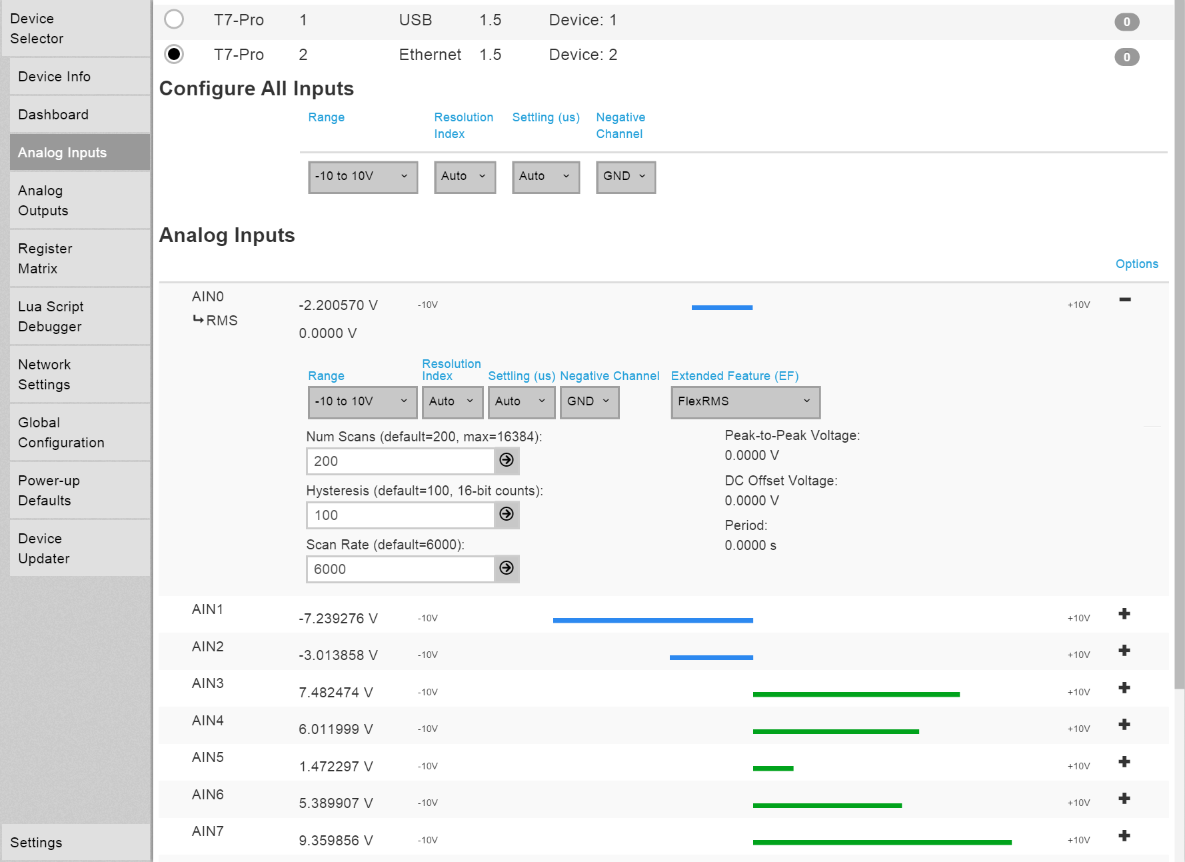 Device
Selector
Device Info
Dashboard
Analog Inputs
Analog
Outputs
Register
Matrix
Lua Script
Debugger
Network
Settings
Global
Configuration
Power-up
Defaults
Device
Updater
Settings
T7-Pro 1 USB 1.5 Device: 1 0
T7-Pro 2 Ethernet 1.5 Device: 2 0
Configure All Inputs
Range Resolution Index Settling (us) Negative Channel
-10 to 10V Auto Auto GND
Analog Inputs
Options
AIN0 -2.200570 V -10V +10V
↳RMS 0.0000 V
Range Resolution Index Settling (us) Negative Channel Extended Feature (EF)
-10 to 10V Auto Auto GND FlexRMS
Num Scans (default=200, max=16384):
200
Hysteresis (default=100, 16-bit counts):
100
Scan Rate (default=6000):
6000
Peak-to-Peak Voltage:
0.0000 V
DC Offset Voltage:
0.0000 V
Period:
0.0000 s
AIN1 -7.239276 V -10V +10V
AIN2 -3.013858 V -10V +10V
AIN3 7.482474 V -10V +10V
AIN4 6.011999 V -10V +10V
AIN5 1.472297 V -10V +10V
AIN6 5.389907 V -10V +10V
AIN7 9.359856 V -10V +10V